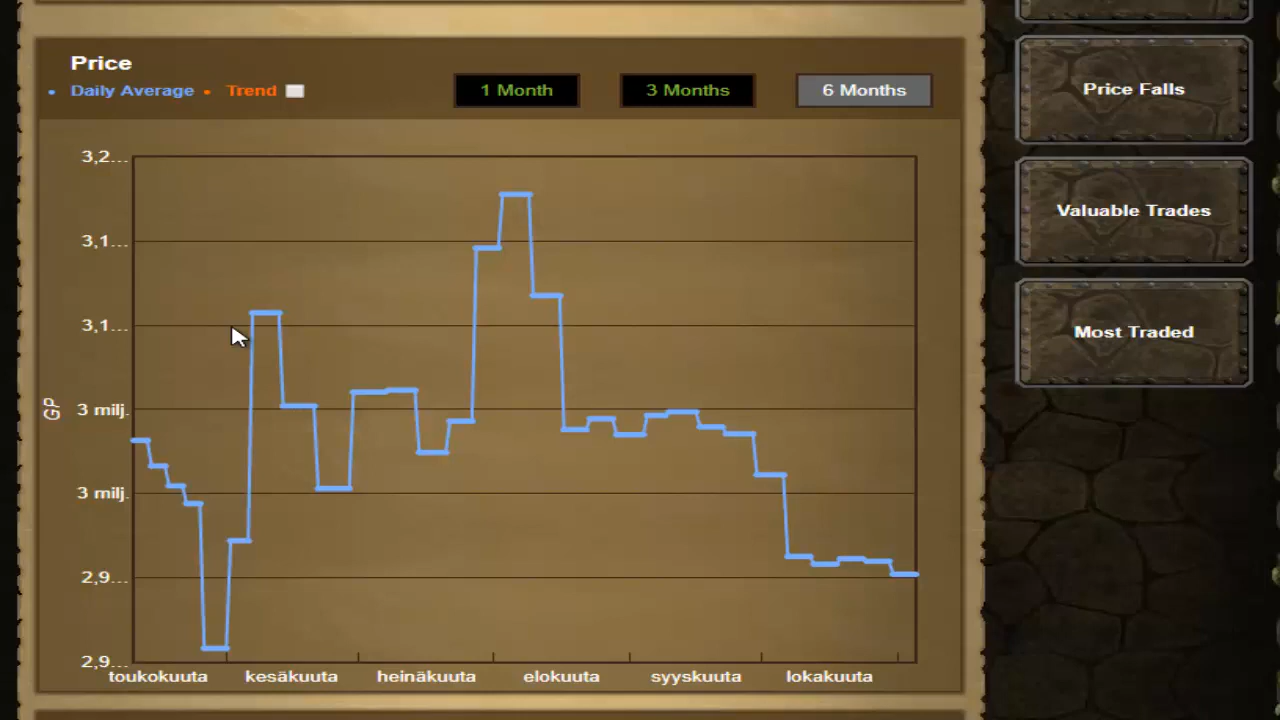 Price
Daily Average Trend
1 Month 3 Months 6 Months
3,2...
3,1...
3,1...
GP
3 milj.
3 milj.
2,9...
2,9...
toukokuuta kesäkuuta heinäkuuta elokuuta syyskuuta lokakuuta
Price Falls
Valuable Trades
Most Traded